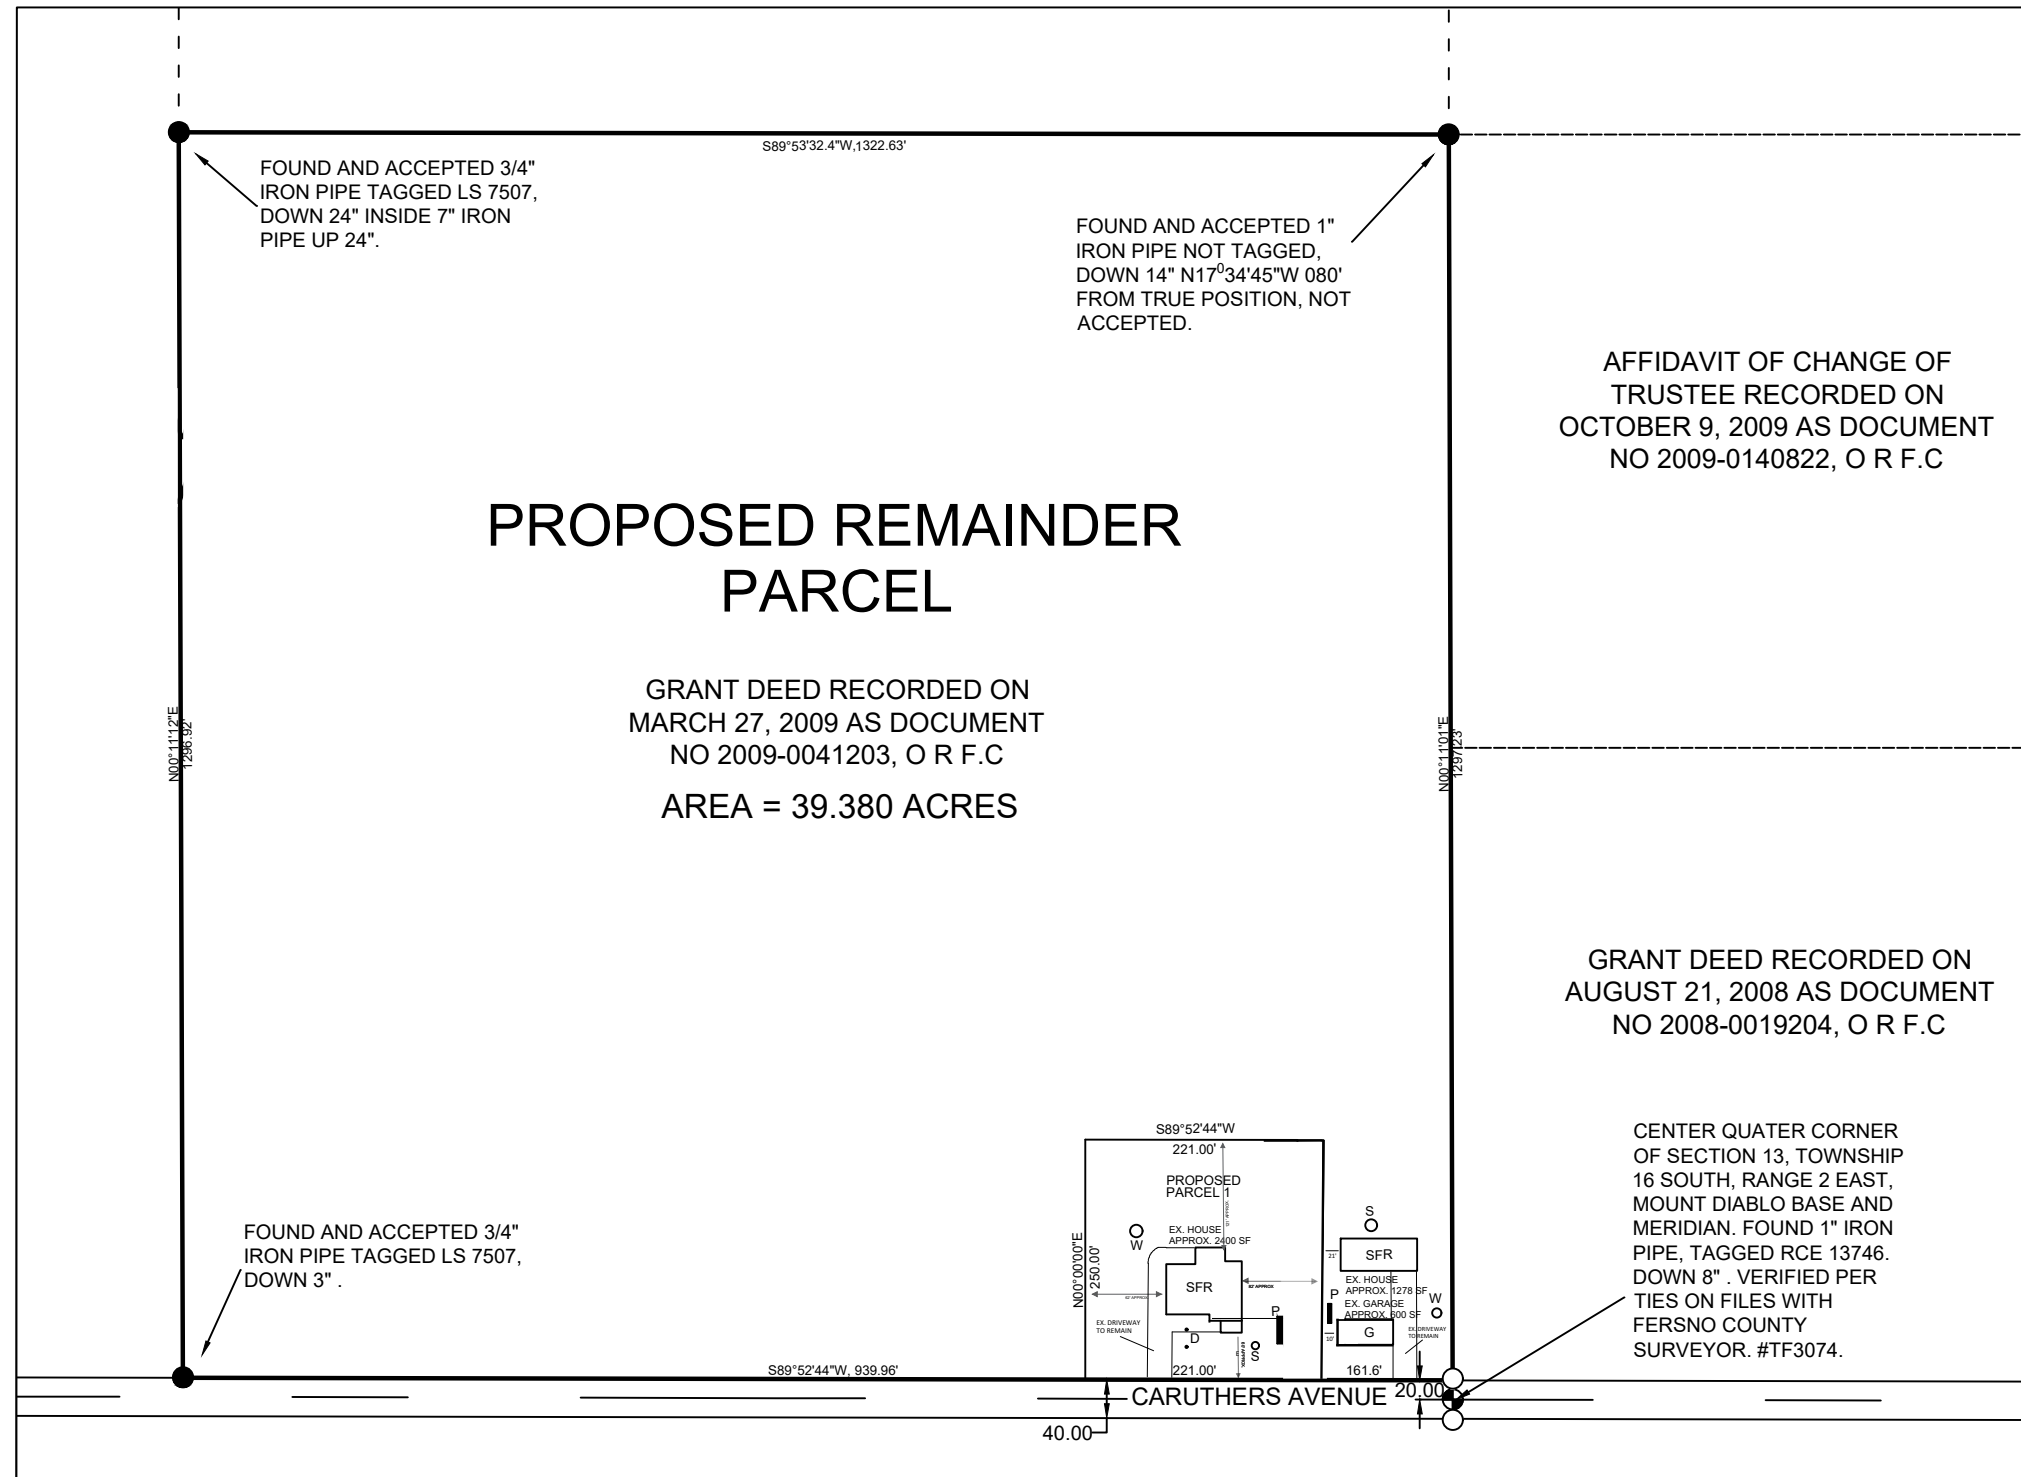 S89°53'32.4"W,1322.63'
FOUND AND ACCEPTED 3/4"
IRON PIPE TAGGED LS 7507,
DOWN 24" INSIDE 7" IRON
PIPE UP 24".
FOUND AND ACCEPTED 1"
IRON PIPE NOT TAGGED,
DOWN 14" N17⁰34'45"W 080'
FROM TRUE POSITION, NOT
ACCEPTED.
AFFIDAVIT OF CHANGE OF
TRUSTEE RECORDED ON
OCTOBER 9, 2009 AS DOCUMENT
NO 2009-0140822, O R F.C
PROPOSED REMAINDER
PARCEL
GRANT DEED RECORDED ON
MARCH 27, 2009 AS DOCUMENT
NO 2009-0041203, O R F.C
AREA = 39.380 ACRES
N00°11'12"E
1296.92'
N00°11'01"E
1297.23'
GRANT DEED RECORDED ON
AUGUST 21, 2008 AS DOCUMENT
NO 2008-0019204, O R F.C
CENTER QUATER CORNER
OF SECTION 13, TOWNSHIP
16 SOUTH, RANGE 2 EAST,
MOUNT DIABLO BASE AND
MERIDIAN. FOUND 1" IRON
PIPE, TAGGED RCE 13746.
DOWN 8" . VERIFIED PER
TIES ON FILES WITH
FERSNO COUNTY
SURVEYOR. #TF3074.
S89°52'44"W
221.00'
PROPOSED
PARCEL 1
N00°00'00"E
250.00'
W
EX. HOUSE
APPROX. 2400 SF
SFR
62' APPROX
P
D
S
EX. DRIVEWAY
TO REMAIN
221.00'
S
SFR
21'
EX. HOUSE
APPROX. 1278 SF
P
W
EX. GARAGE
APPROX. 600 SF
G
10'
EX. DRIVEWAY
TO REMAIN
161.6'
FOUND AND ACCEPTED 3/4"
IRON PIPE TAGGED LS 7507,
DOWN 3" .
S89°52'44"W, 939.96'
CARUTHERS AVENUE
20.00
40.00